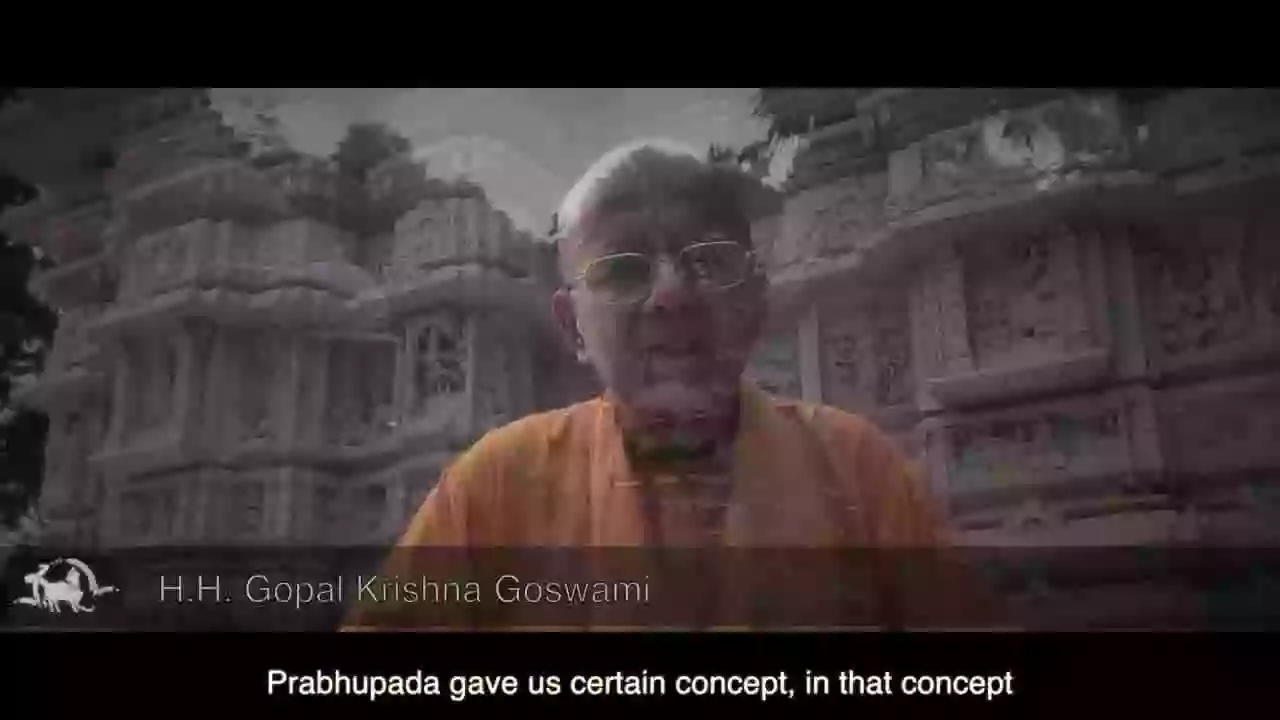 H.H. Gopal Krishna Goswami
Prabhupada gave us certain concept, in that concept